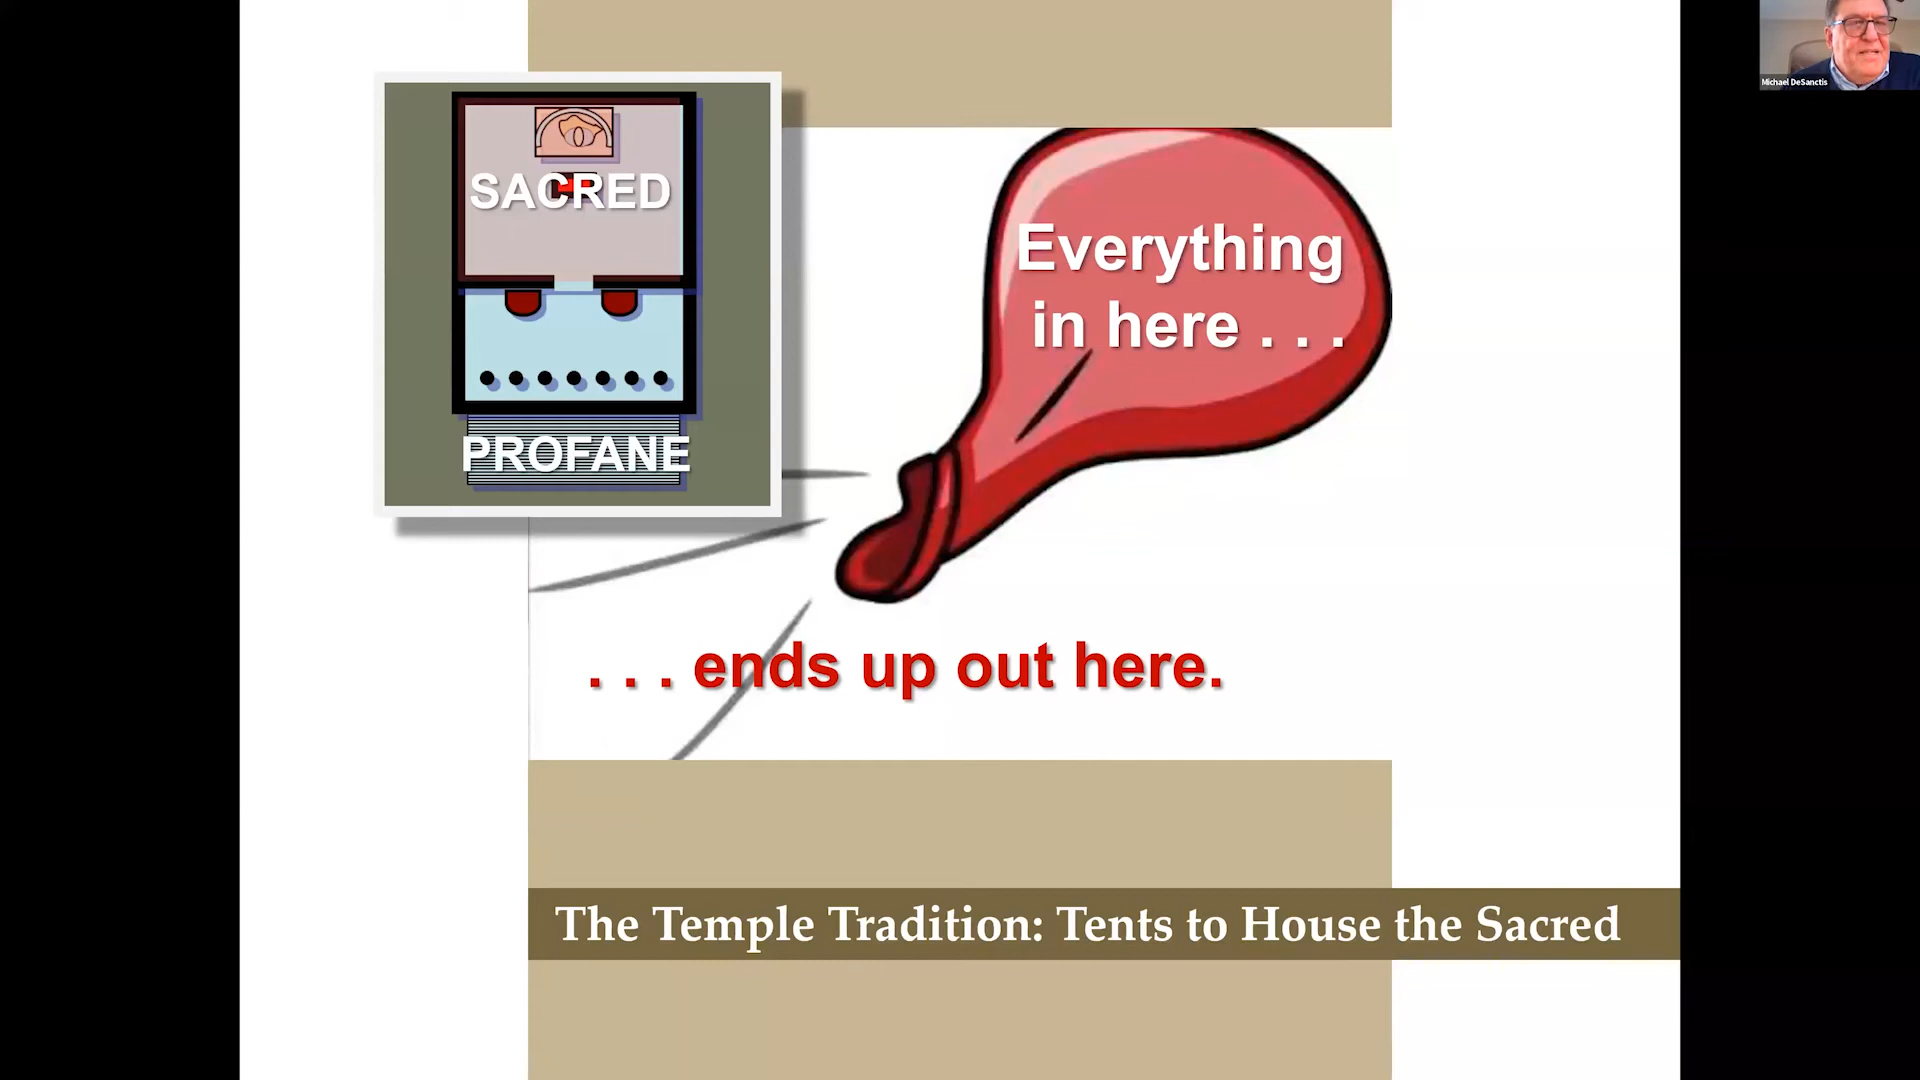 Michael DeSanctis
SACRED
PROFANE
Everything
in here . . .
. . . ends up out here.
The Temple Tradition: Tents to House the Sacred